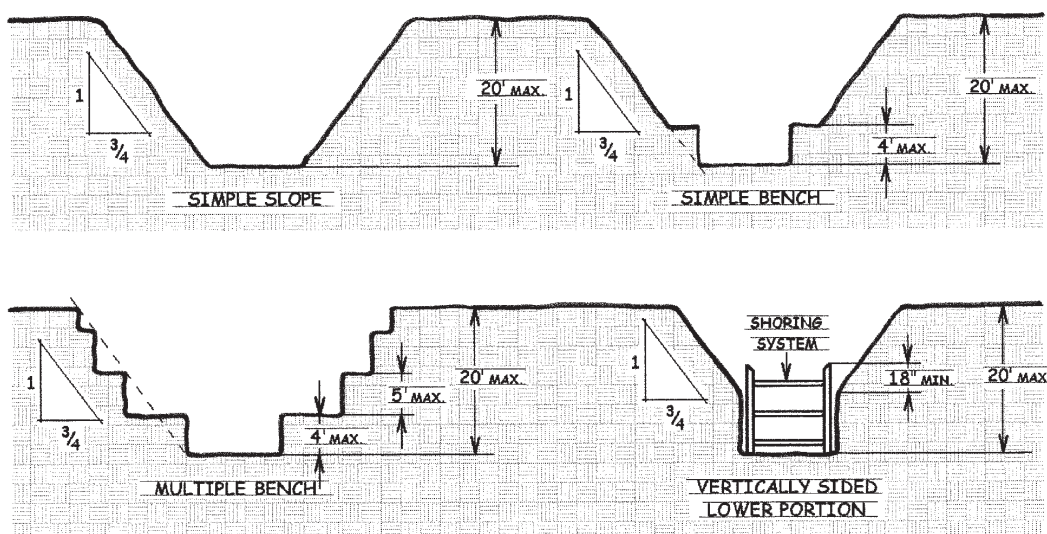 1
3/4
20' MAX.
SIMPLE SLOPE
1
3/4
20' MAX.
4' MAX.
SIMPLE BENCH
1
3/4
20' MAX.
5' MAX.
4' MAX.
MULTIPLE BENCH
1
3/4
SHORING
SYSTEM
18" MIN.
20' MAX
VERTICALLY SIDED
LOWER PORTION